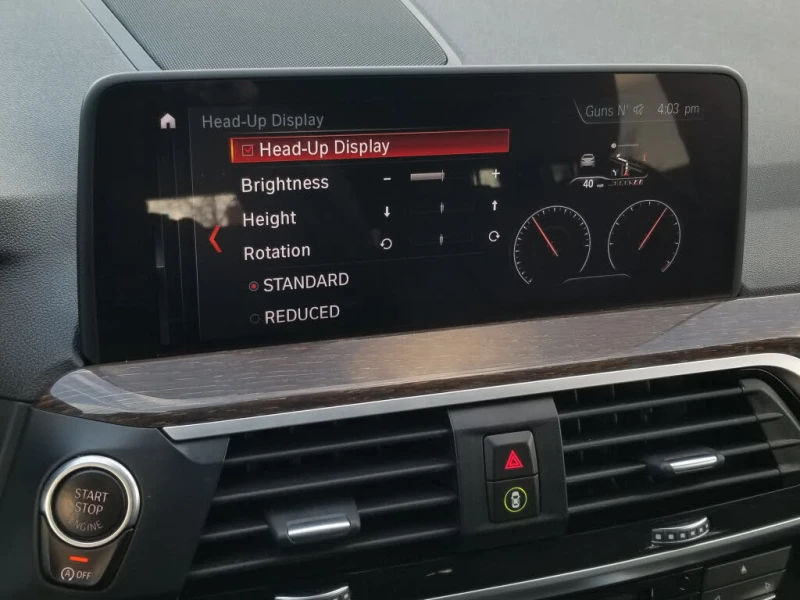 Head-Up Display
Guns N' 4:03 pm
Head-Up Display
Brightness - +
Height
Rotation
STANDARD
REDUCED
40
START
STOP
ENGINE
A OFF